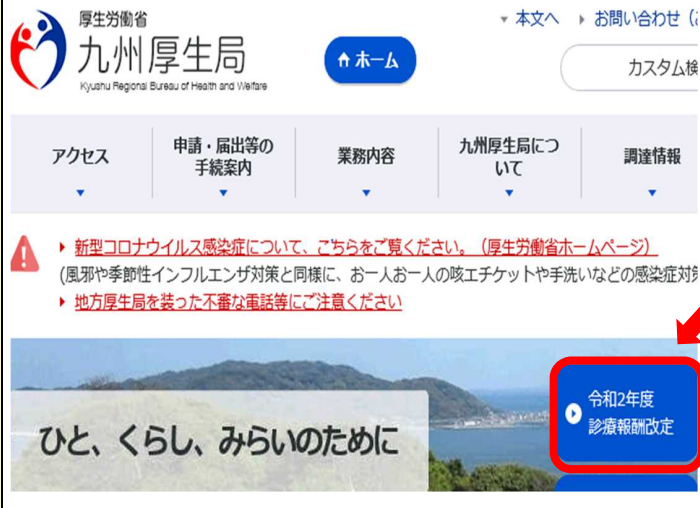 厚生労働省
九州厚生局
Kyushu Regional Bureau of Health and Welfare
ホーム
本文へ
お問い合わせ（
カスタム検
アクセス
申請・届出等の
手続案内
業務内容
九州厚生局につ
いて
調達情報
新型コロナウイルス感染症について、こちらをご覧ください。（厚生労働省ホームページ）
(風邪や季節性インフルエンザ対策と同様に、お一人お一人の咳エチケットや手洗いなどの感染症対
地方厚生局を装った不審な電話等にご注意ください
ひと、くらし、みらいのために
令和2年度
診療報酬改定